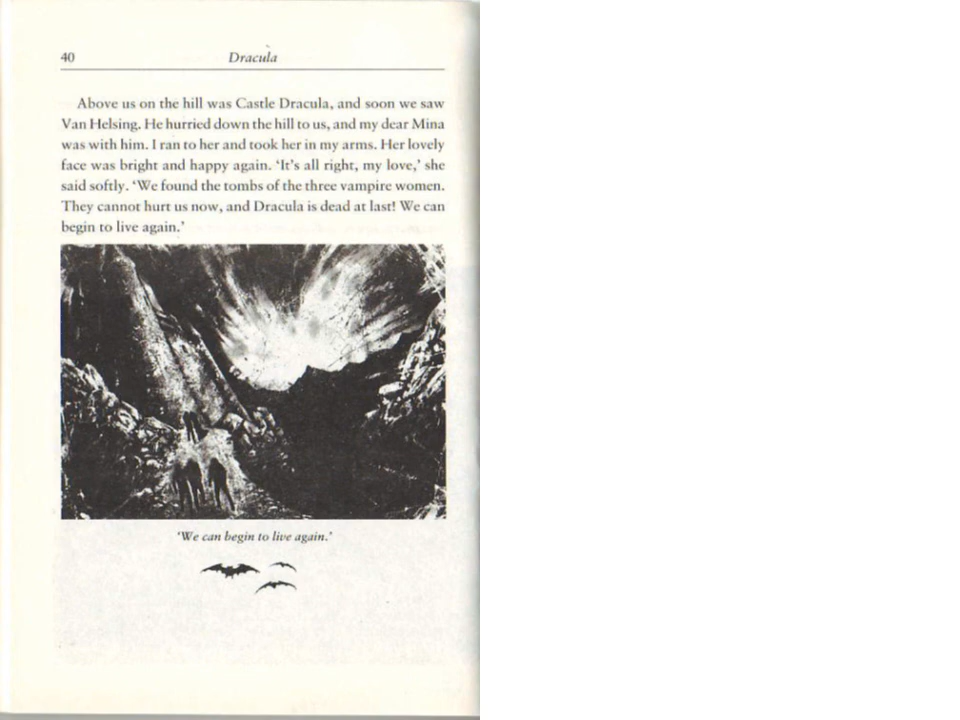 40
Dracula
Above us on the hill was Castle Dracula, and soon we saw
Van Helsing. He hurried down the hill to us, and my dear Mina
was with him. I ran to her and took her in my arms. Her lovely
face was bright and happy again. ‘It’s all right, my love,’ she
said softly. ‘We found the tombs of the three vampire women.
They cannot hurt us now, and Dracula is dead at last! We can
begin to live again.’
‘We can begin to live again.’